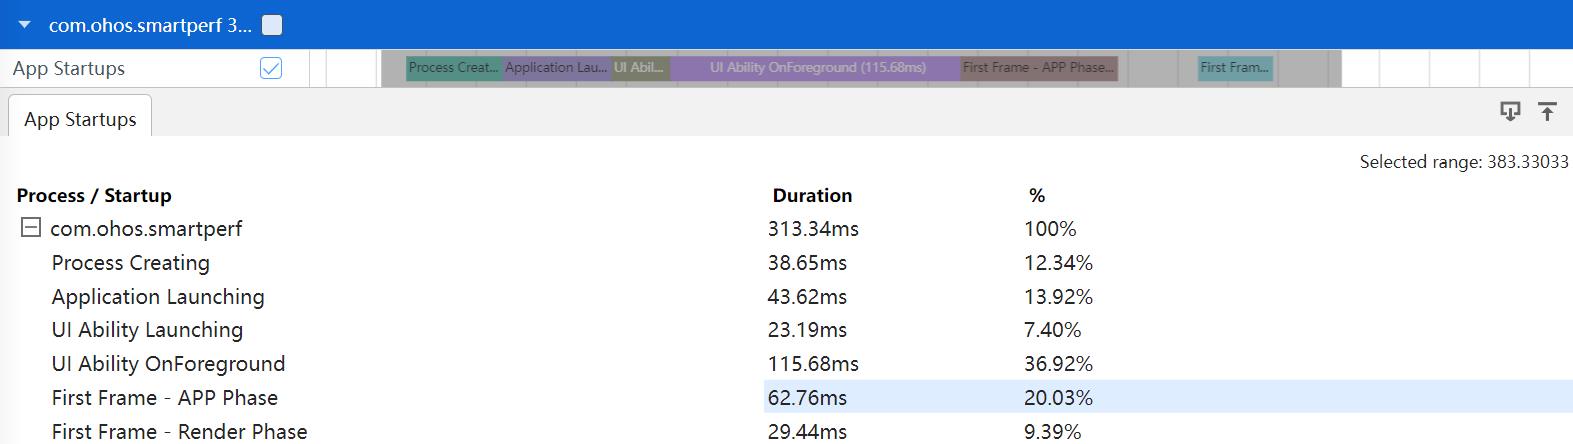 com.ohos.smartperf 3...
App Startups
Process Creat... Application Lau... UI Abil... UI Ability OnForeground (115.68ms) First Frame - APP Phase... First Fram...
App Startups
Selected range: 383.33033
Process / Startup Duration %
com.ohos.smartperf 313.34ms 100%
Process Creating 38.65ms 12.34%
Application Launching 43.62ms 13.92%
UI Ability Launching 23.19ms 7.40%
UI Ability OnForeground 115.68ms 36.92%
First Frame - APP Phase 62.76ms 20.03%
First Frame - Render Phase 29.44ms 9.39%